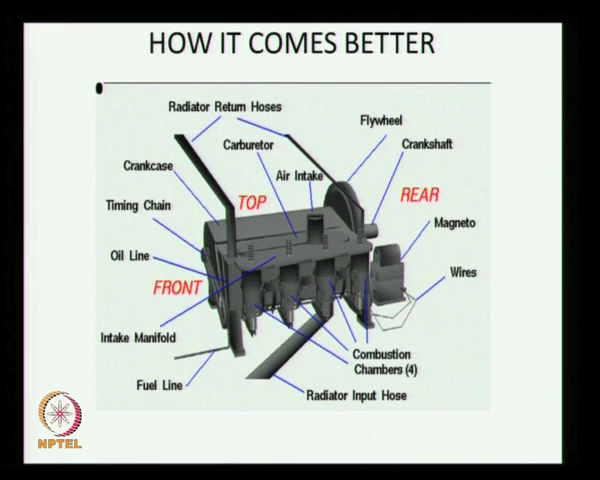 HOW IT COMES BETTER
Radiator Return Hoses
Flywheel
Carburetor
Crankshaft
Crankcase
Air Intake
TOP
REAR
Timing Chain
Magneto
Oil Line
Wires
FRONT
Intake Manifold
Combustion
Chambers (4)
Fuel Line
Radiator Input Hose
NPTEL